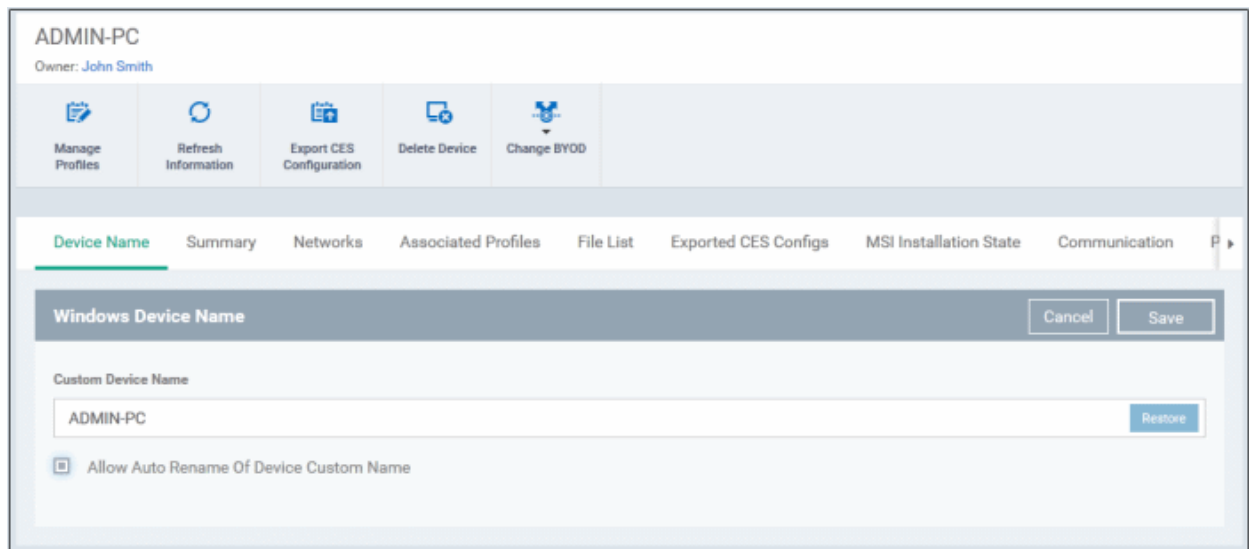 ADMIN-PC
Owner: John Smith
Manage
Profiles
Refresh
Information
Export CES
Configuration
Delete Device
Change BYOD
Device Name
Summary
Networks
Associated Profiles
File List
Exported CES Configs
MSI Installation State
Communication
P
Windows Device Name
Cancel
Save
Custom Device Name
ADMIN-PC
Restore
Allow Auto Rename Of Device Custom Name